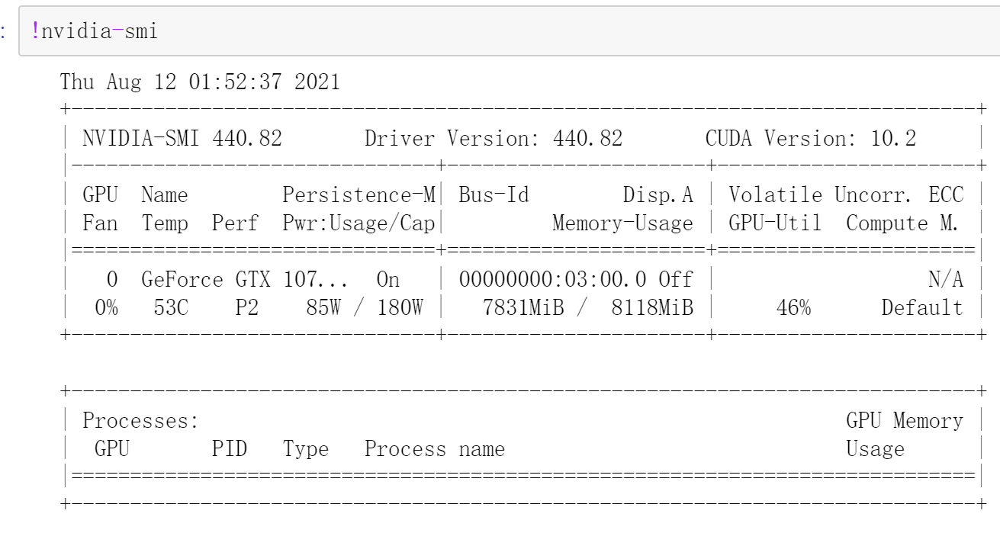 : !nvidia-smi
Thu Aug 12 01:52:37 2021
+-----------------------------------------------------------------------------+
| NVIDIA-SMI 440.82       Driver Version: 440.82       CUDA Version: 10.2     |
|-------------------------------+----------------------+----------------------+
| GPU  Name        Persistence-M| Bus-Id        Disp.A | Volatile Uncorr. ECC |
| Fan  Temp  Perf  Pwr:Usage/Cap|         Memory-Usage | GPU-Util  Compute M. |
|===============================+======================+======================|
|   0  GeForce GTX 107...  On   | 00000000:03:00.0 Off |                  N/A |
|  0%   53C    P2    85W / 180W |   7831MiB /  8118MiB |     46%      Default |
+-------------------------------+----------------------+----------------------+
+-----------------------------------------------------------------------------+
| Processes:                                                       GPU Memory |
|  GPU       PID   Type   Process name                             Usage      |
|=============================================================================|
+-----------------------------------------------------------------------------+